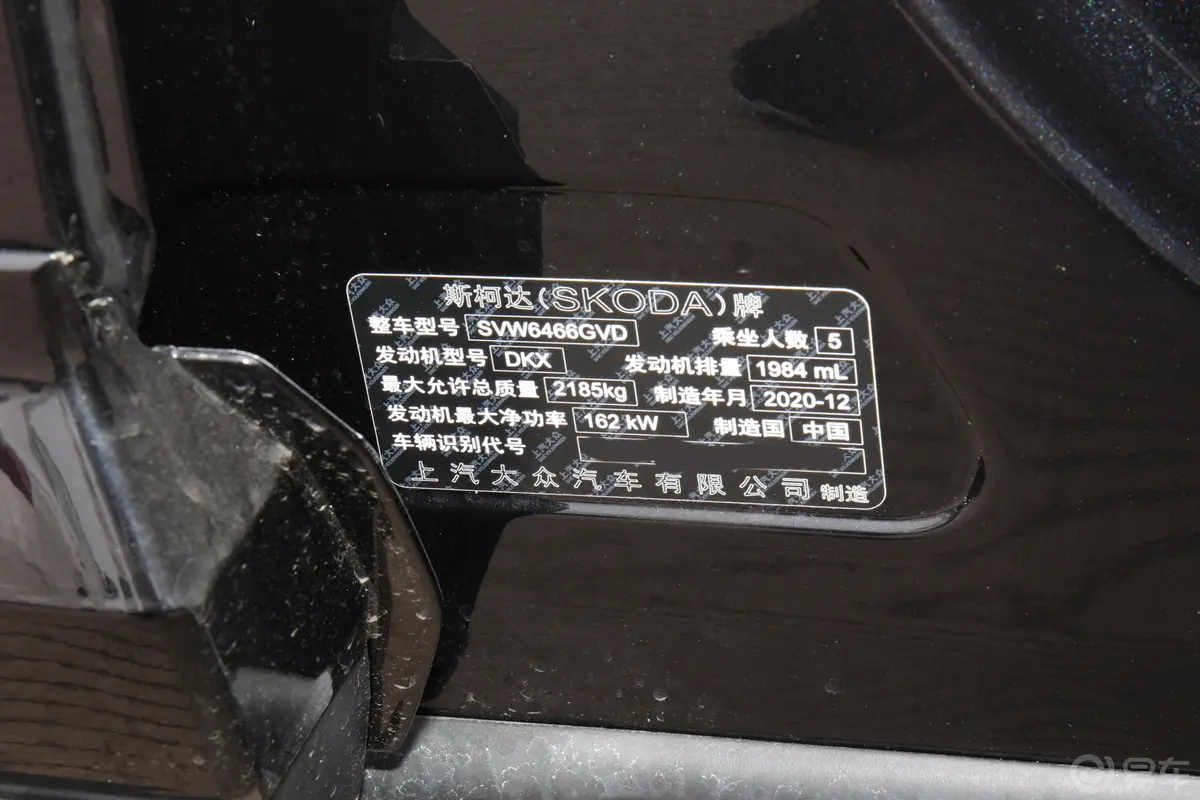 斯柯达(SKODA)牌
整车型号 SVW6466GVD 乘坐人数 5
发动机型号 DKX 发动机排量 1984 mL
最大允许总质量 2185kg 制造年月 2020-12
发动机最大净功率 162 kW 制造国 中国
车辆识别代号
上汽大众汽车有限公司 制造
易车